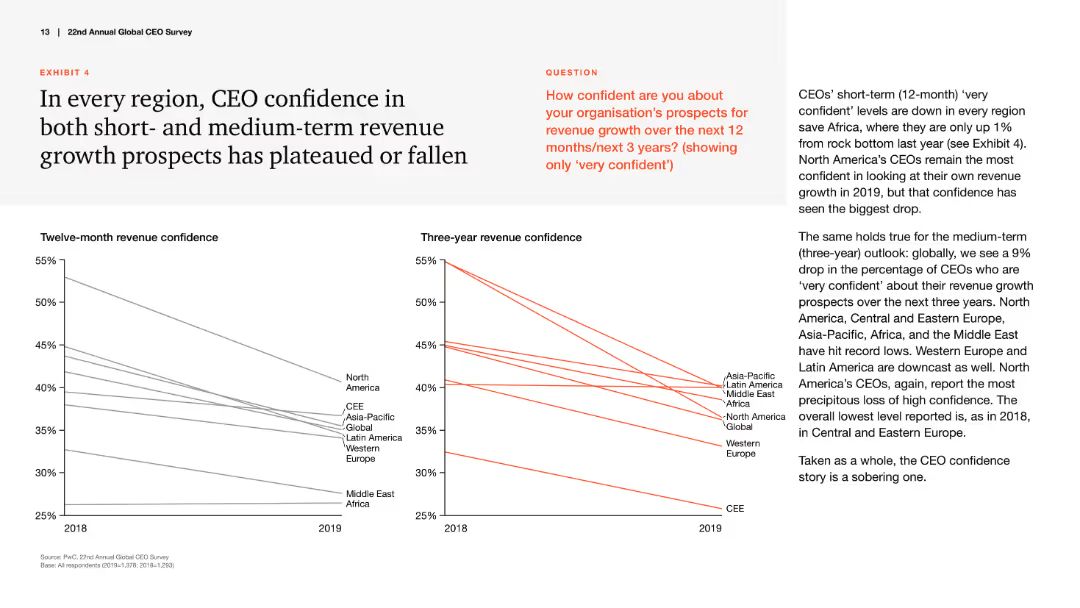 13 | 22nd Annual Global CEO Survey
EXHIBIT 4
In every region, CEO confidence in
both short- and medium-term revenue
growth prospects has plateaued or fallen
QUESTION
How confident are you about
your organisation's prospects for
revenue growth over the next 12
months/next 3 years? (showing
only 'very confident')
Twelve-month revenue confidence
55%
50%
45%
40%
35%
30%
25%
2018
2019
North
America
CEE
Asia-Pacific
Global
Latin America
Western
Europe
Middle East
Africa
Three-year revenue confidence
55%
50%
45%
40%
35%
30%
25%
2018
2019
Asia-Pacific
Latin America
Middle East
Africa
North America
Global
Western
Europe
CEE
CEOs' short-term (12-month) 'very
confident' levels are down in every region
save Africa, where they are only up 1%
from rock bottom last year (see Exhibit 4).
North America's CEOs remain the most
confident in looking at their own revenue
growth in 2019, but that confidence has
seen the biggest drop.
The same holds true for the medium-term
(three-year) outlook: globally, we see a 9%
drop in the percentage of CEOs who are
'very confident' about their revenue growth
prospects over the next three years. North
America, Central and Eastern Europe,
Asia-Pacific, Africa, and the Middle East
have hit record lows. Western Europe and
Latin America are downcast as well. North
America's CEOs, again, report the most
precipitous loss of high confidence. The
overall lowest level reported is, as in 2018,
in Central and Eastern Europe.
Taken as a whole, the CEO confidence
story is a sobering one.
Source: PwC, 22nd Annual Global CEO Survey
Base: All respondents (2019=1,378; 2018=1,293)